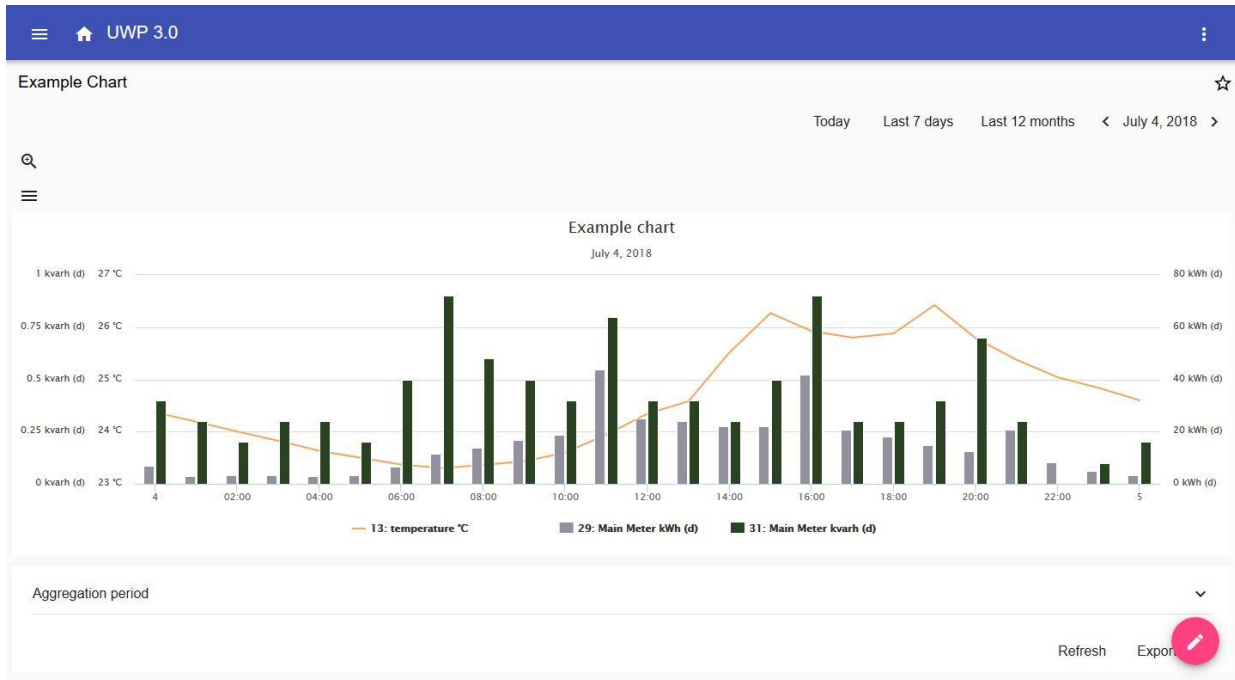 UWP 3.0
Example Chart
Today Last 7 days Last 12 months July 4, 2018
Example chart
July 4, 2018
1 kvarh (d) 27 °C 80 kWh (d)
0.75 kvarh (d) 26 °C 60 kWh (d)
0.5 kvarh (d) 25 °C 40 kWh (d)
0.25 kvarh (d) 24 °C 20 kWh (d)
0 kvarh (d) 23 °C 0 kWh (d)
4 02:00 04:00 06:00 08:00 10:00 12:00 14:00 16:00 18:00 20:00 22:00 5
13: temperature °C 29: Main Meter kWh (d) 31: Main Meter kvarh (d)
Aggregation period
Refresh Export